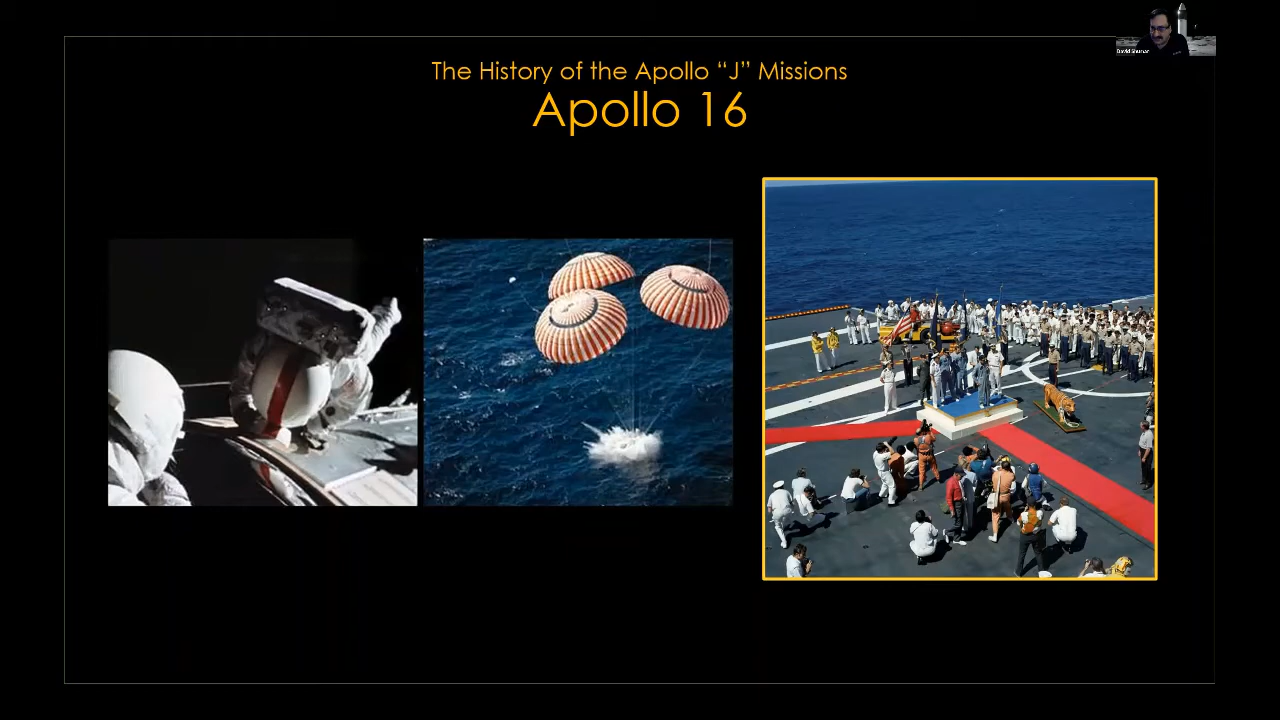 The History of the Apollo “J” Missions
Apollo 16